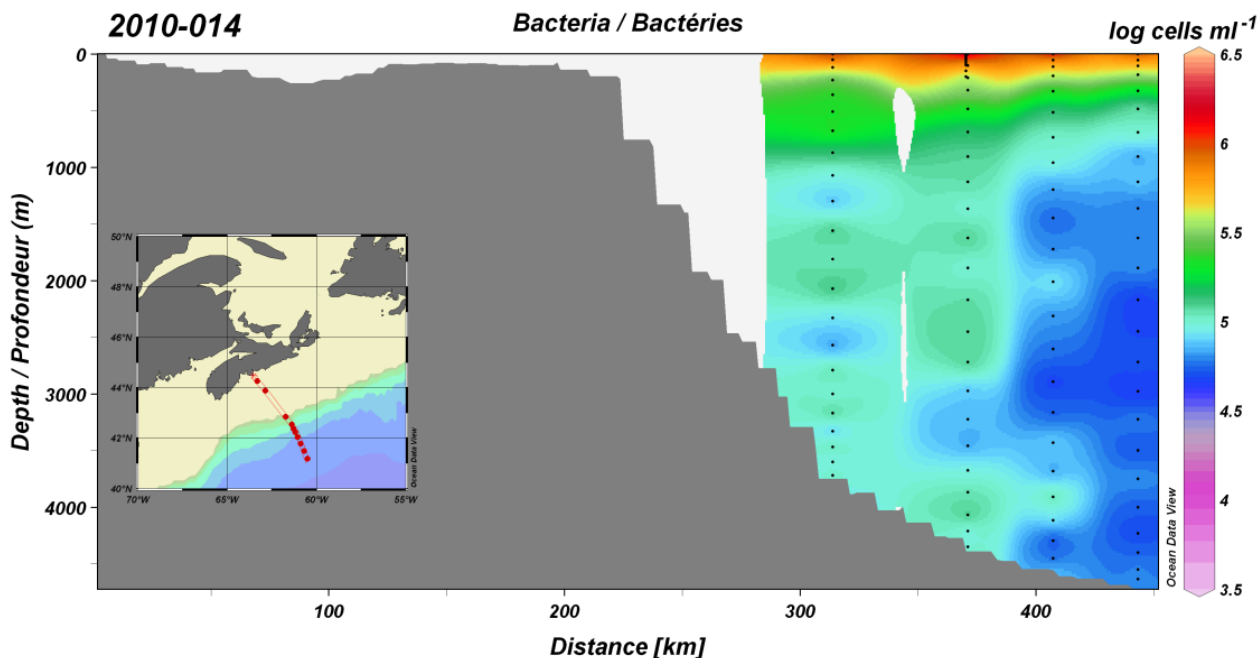 2010-014
Bacteria / Bactéries
log cells ml⁻¹
Depth / Profondeur (m)
0
1000
2000
3000
4000
50°N
48°N
46°N
44°N
42°N
40°N
70°W
65°W
60°W
55°W
Ocean Data View
100
200
300
400
Distance [km]
Ocean Data View
6.5
6
5.5
5
4.5
4
3.5